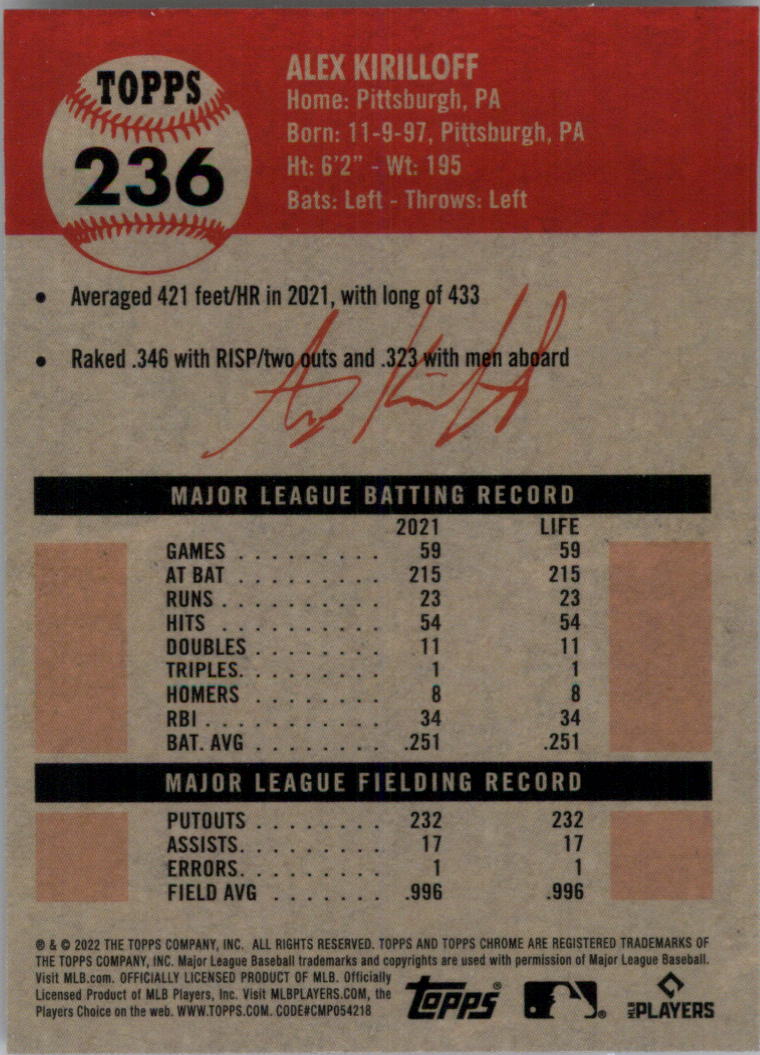 TOPPS
236
ALEX KIRILLOFF
Home: Pittsburgh, PA
Born: 11-9-97, Pittsburgh, PA
Ht: 6'2" - Wt: 195
Bats: Left - Throws: Left
• Averaged 421 feet/HR in 2021, with long of 433
• Raked .346 with RISP/two outs and .323 with men aboard
MAJOR LEAGUE BATTING RECORD
2021 LIFE
GAMES . . . . . . . . . 59 59
AT BAT . . . . . . . . . 215 215
RUNS . . . . . . . . . . 23 23
HITS . . . . . . . . . . 54 54
DOUBLES . . . . . . . . 11 11
TRIPLES. . . . . . . . . 1 1
HOMERS . . . . . . . . . 8 8
RBI . . . . . . . . . . . 34 34
BAT. AVG . . . . . . . . .251 .251
MAJOR LEAGUE FIELDING RECORD
PUTOUTS . . . . . . . . 232 232
ASSISTS. . . . . . . . . 17 17
ERRORS. . . . . . . . . 1 1
FIELD AVG . . . . . . . .996 .996
® & © 2022 THE TOPPS COMPANY, INC. ALL RIGHTS RESERVED. TOPPS AND TOPPS CHROME ARE REGISTERED TRADEMARKS OF
THE TOPPS COMPANY, INC. Major League Baseball trademarks and copyrights are used with permission of Major League Baseball.
Visit MLB.com. OFFICIALLY LICENSED PRODUCT OF MLB. Officially
Licensed Product of MLB Players, Inc. Visit MLBPLAYERS.COM, the
Players Choice on the web. WWW.TOPPS.COM. CODE#CMP054218
Topps® ® MLB PLAYERS